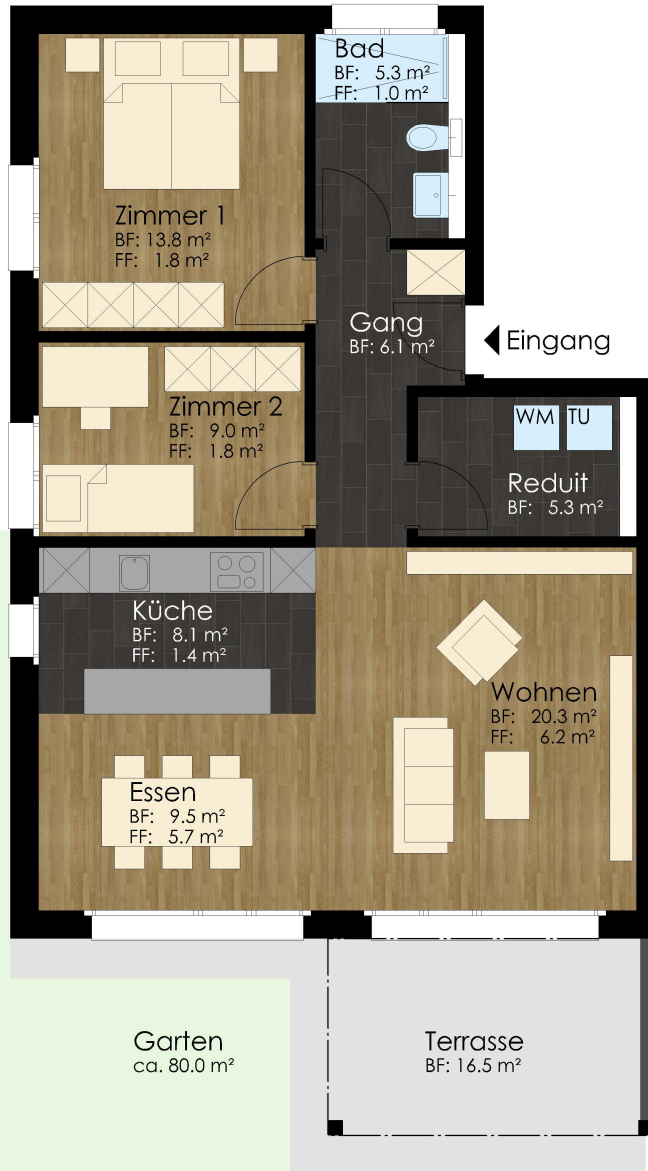 Bad
BF: 5.3 m²
FF: 1.0 m²
Zimmer 1
BF: 13.8 m²
FF: 1.8 m²
Gang
BF: 6.1 m²
Eingang
Zimmer 2
BF: 9.0 m²
FF: 1.8 m²
WM TU
Reduit
BF: 5.3 m²
Küche
BF: 8.1 m²
FF: 1.4 m²
Wohnen
BF: 20.3 m²
FF: 6.2 m²
Essen
BF: 9.5 m²
FF: 5.7 m²
Garten
ca. 80.0 m²
Terrasse
BF: 16.5 m²